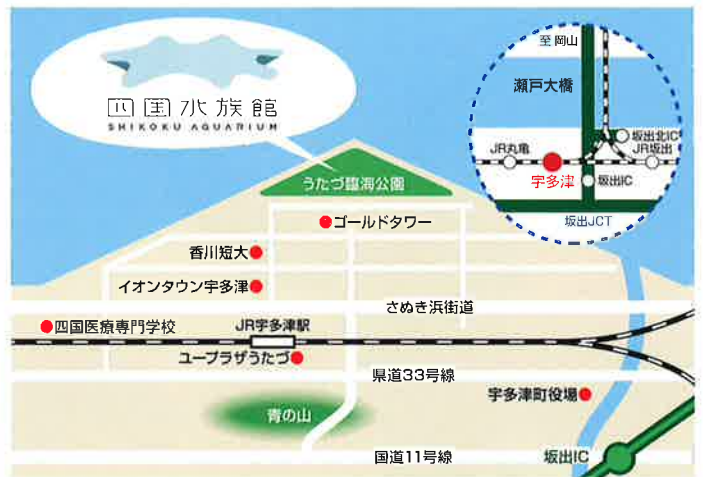 四国水族館
SHIKOKU AQUARIUM
至 岡山
瀬戸大橋
坂出北IC
JR丸亀
JR坂出
宇多津
坂出IC
坂出JCT
うたづ臨海公園
ゴールドタワー
香川短大
イオンタウン宇多津
さぬき浜街道
四国医療専門学校
JR宇多津駅
ユープラザうたづ
県道33号線
宇多津町役場
青の山
国道11号線
坂出IC